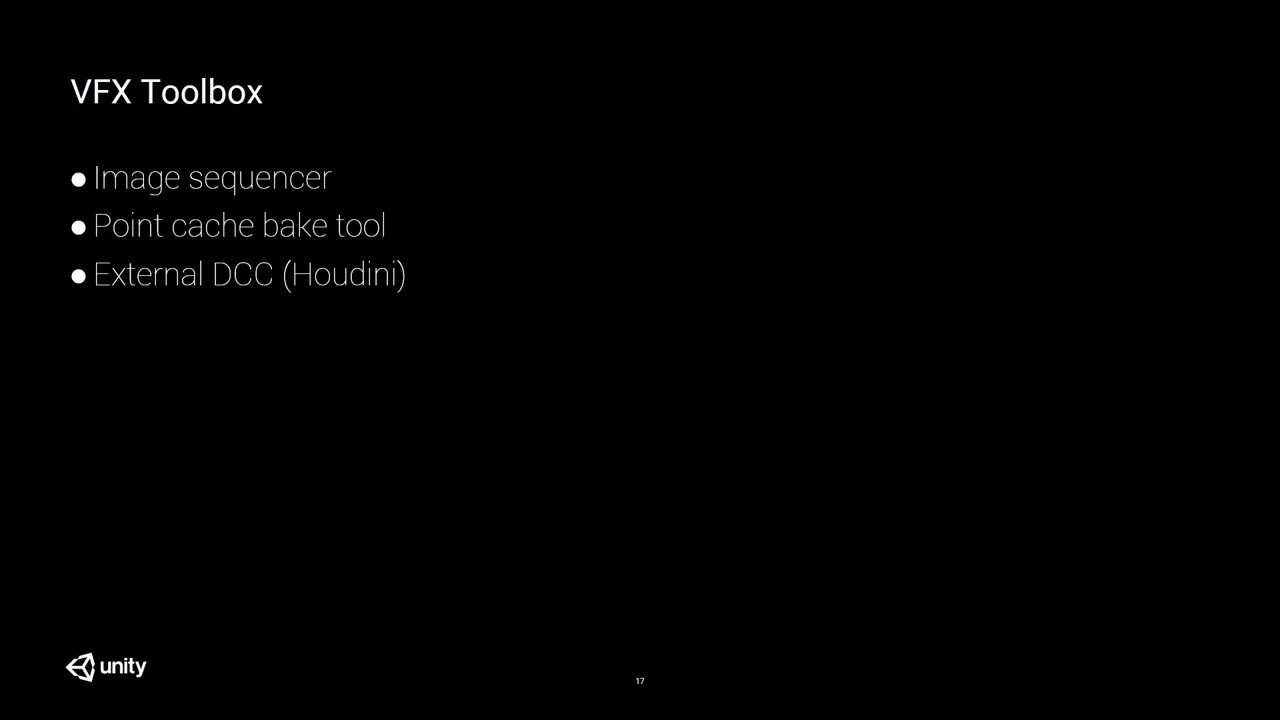 VFX Toolbox
● Image sequencer
● Point cache bake tool
● External DCC (Houdini)
unity
17